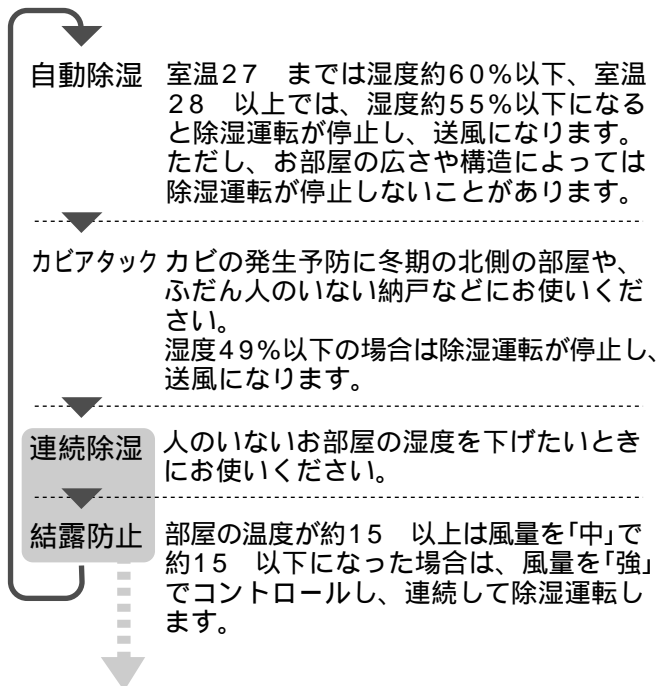 自動除湿 室温27 までは湿度約60%以下、室温
28 以上では、湿度約55%以下になる
と除湿運転が停止し、送風になります。
ただし、お部屋の広さや構造によっては
除湿運転が停止しないことがあります。
カビアタック カビの発生予防に冬期の北側の部屋や、
ふだん人のいない納戸などにお使いくだ
さい。
湿度49%以下の場合は除湿運転が停止し、
送風になります。
連続除湿 人のいないお部屋の湿度を下げたいとき
にお使いください。
結露防止 部屋の温度が約15 以上は風量を「中」で
約15 以下になった場合は、風量を「強」
でコントロールし、連続して除湿運転し
ます。